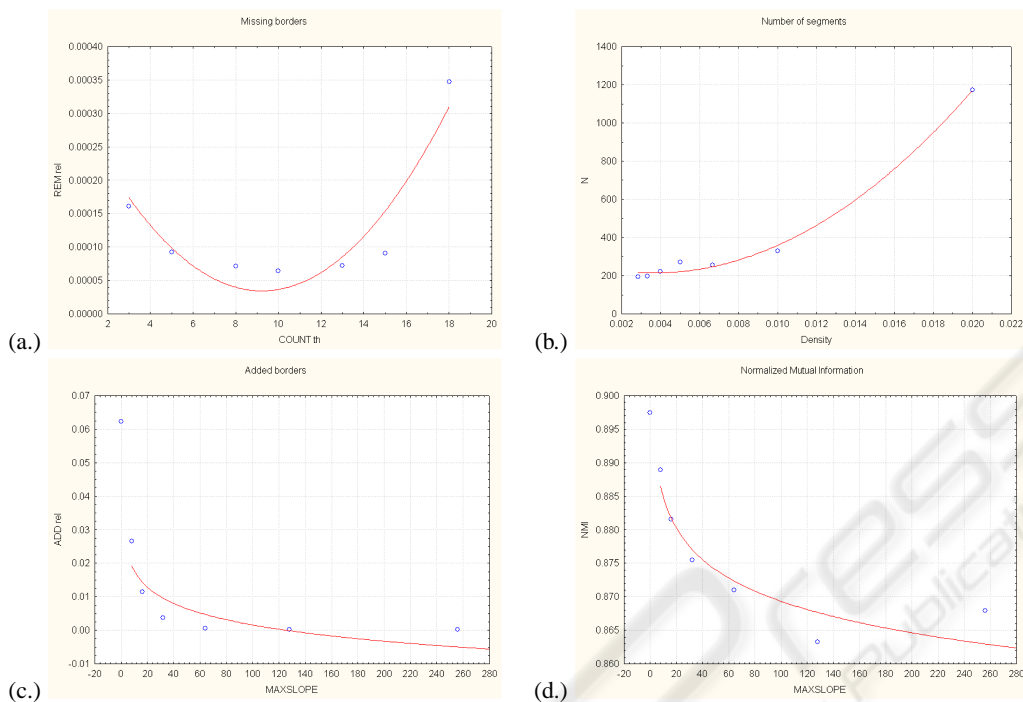 Missing borders
0.00040
0.00035
0.00030
0.00025
0.00020
0.00015
0.00010
0.00005
0.00000
REM rel
2 4 6 8 10 12 14 16 18 20
COUNT th
(a.)
Number of segments
1400
1200
1000
800
600
400
200
0
N
0.002 0.004 0.006 0.008 0.010 0.012 0.014 0.016 0.018 0.020 0.022
Density
(b.)
Added borders
0.07
0.06
0.05
0.04
0.03
0.02
0.01
0.00
-0.01
ADD rel
-20 0 20 40 60 80 100 120 140 160 180 200 220 240 260 280
MAXSLOPE
(c.)
Normalized Mutual Information
0.900
0.895
0.890
0.885
0.880
0.875
0.870
0.865
0.860
NMI
-20 0 20 40 60 80 100 120 140 160 180 200 220 240 260 280
MAXSLOPE
(d.)